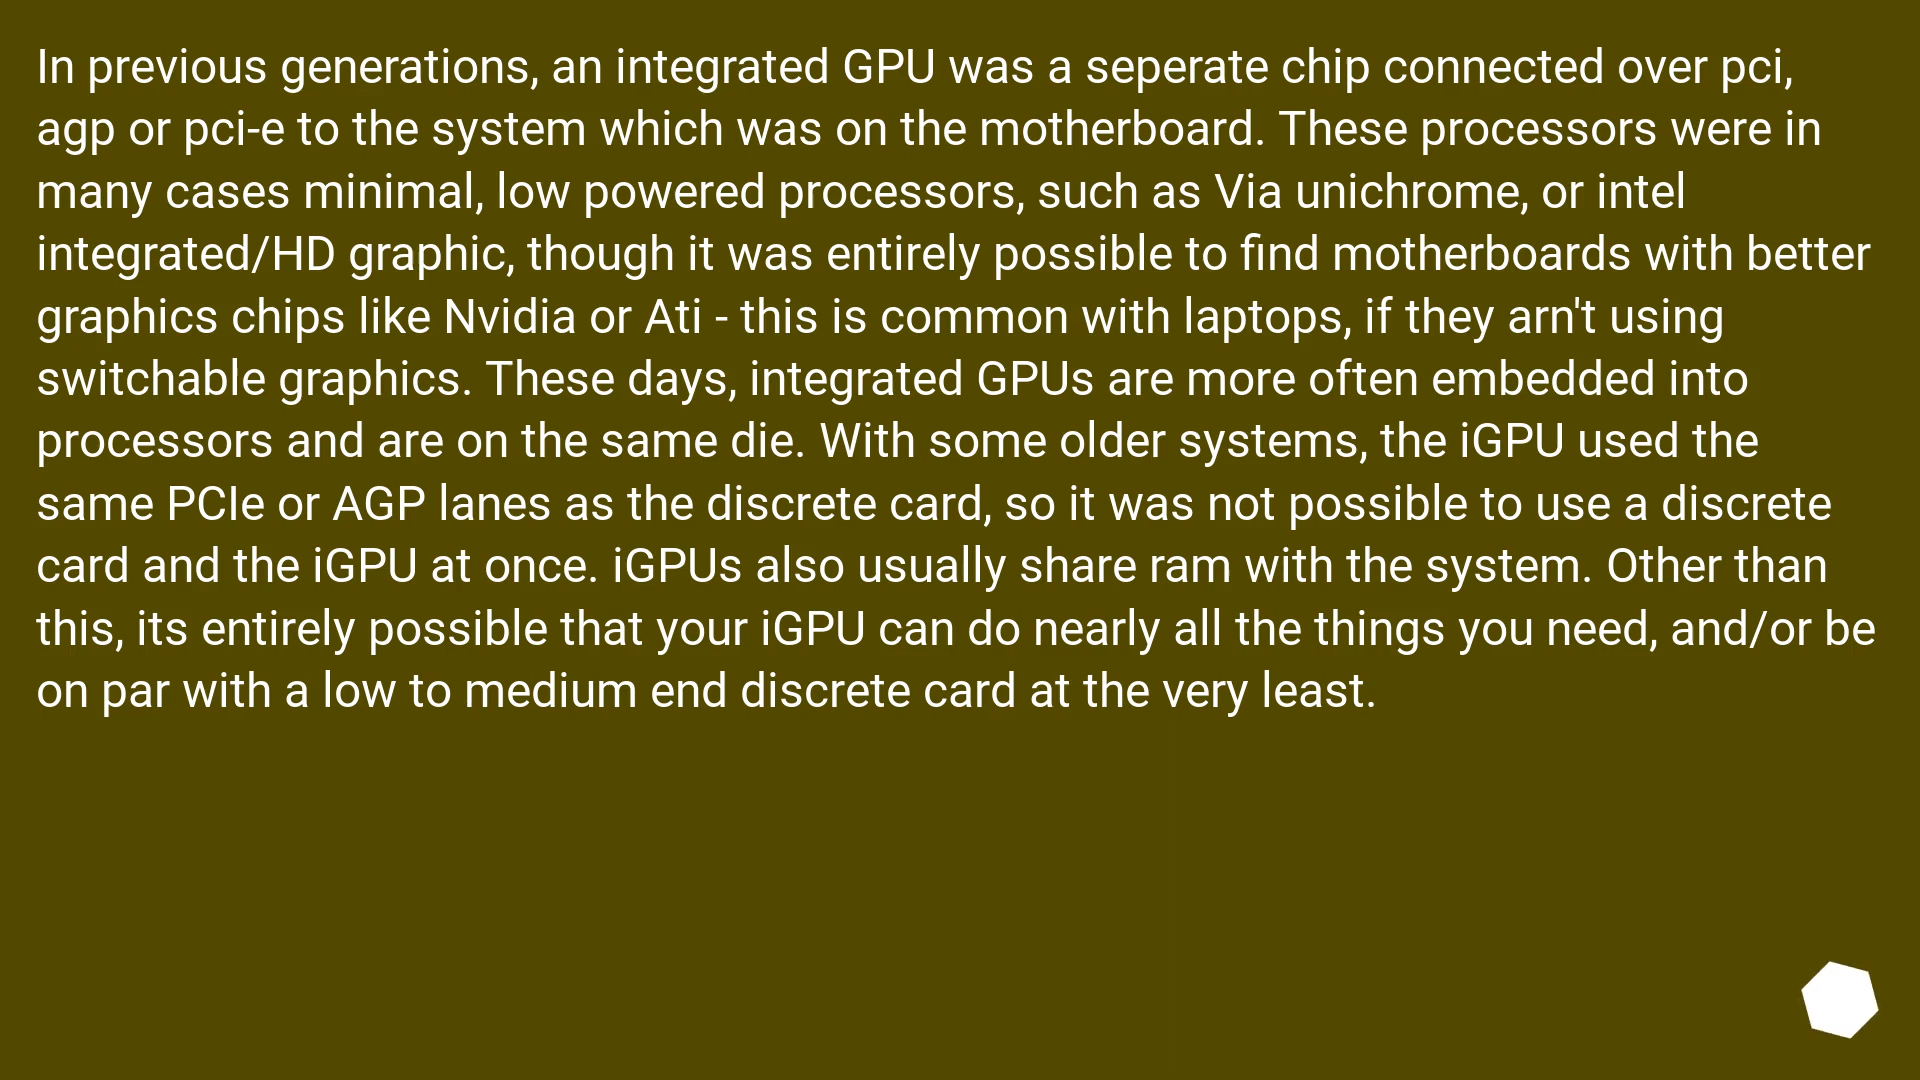 In previous generations, an integrated GPU was a seperate chip connected over pci,
agp or pci-e to the system which was on the motherboard. These processors were in
many cases minimal, low powered processors, such as Via unichrome, or intel
integrated/HD graphic, though it was entirely possible to find motherboards with better
graphics chips like Nvidia or Ati - this is common with laptops, if they arn't using
switchable graphics. These days, integrated GPUs are more often embedded into
processors and are on the same die. With some older systems, the iGPU used the
same PCIe or AGP lanes as the discrete card, so it was not possible to use a discrete
card and the iGPU at once. iGPUs also usually share ram with the system. Other than
this, its entirely possible that your iGPU can do nearly all the things you need, and/or be
on par with a low to medium end discrete card at the very least.